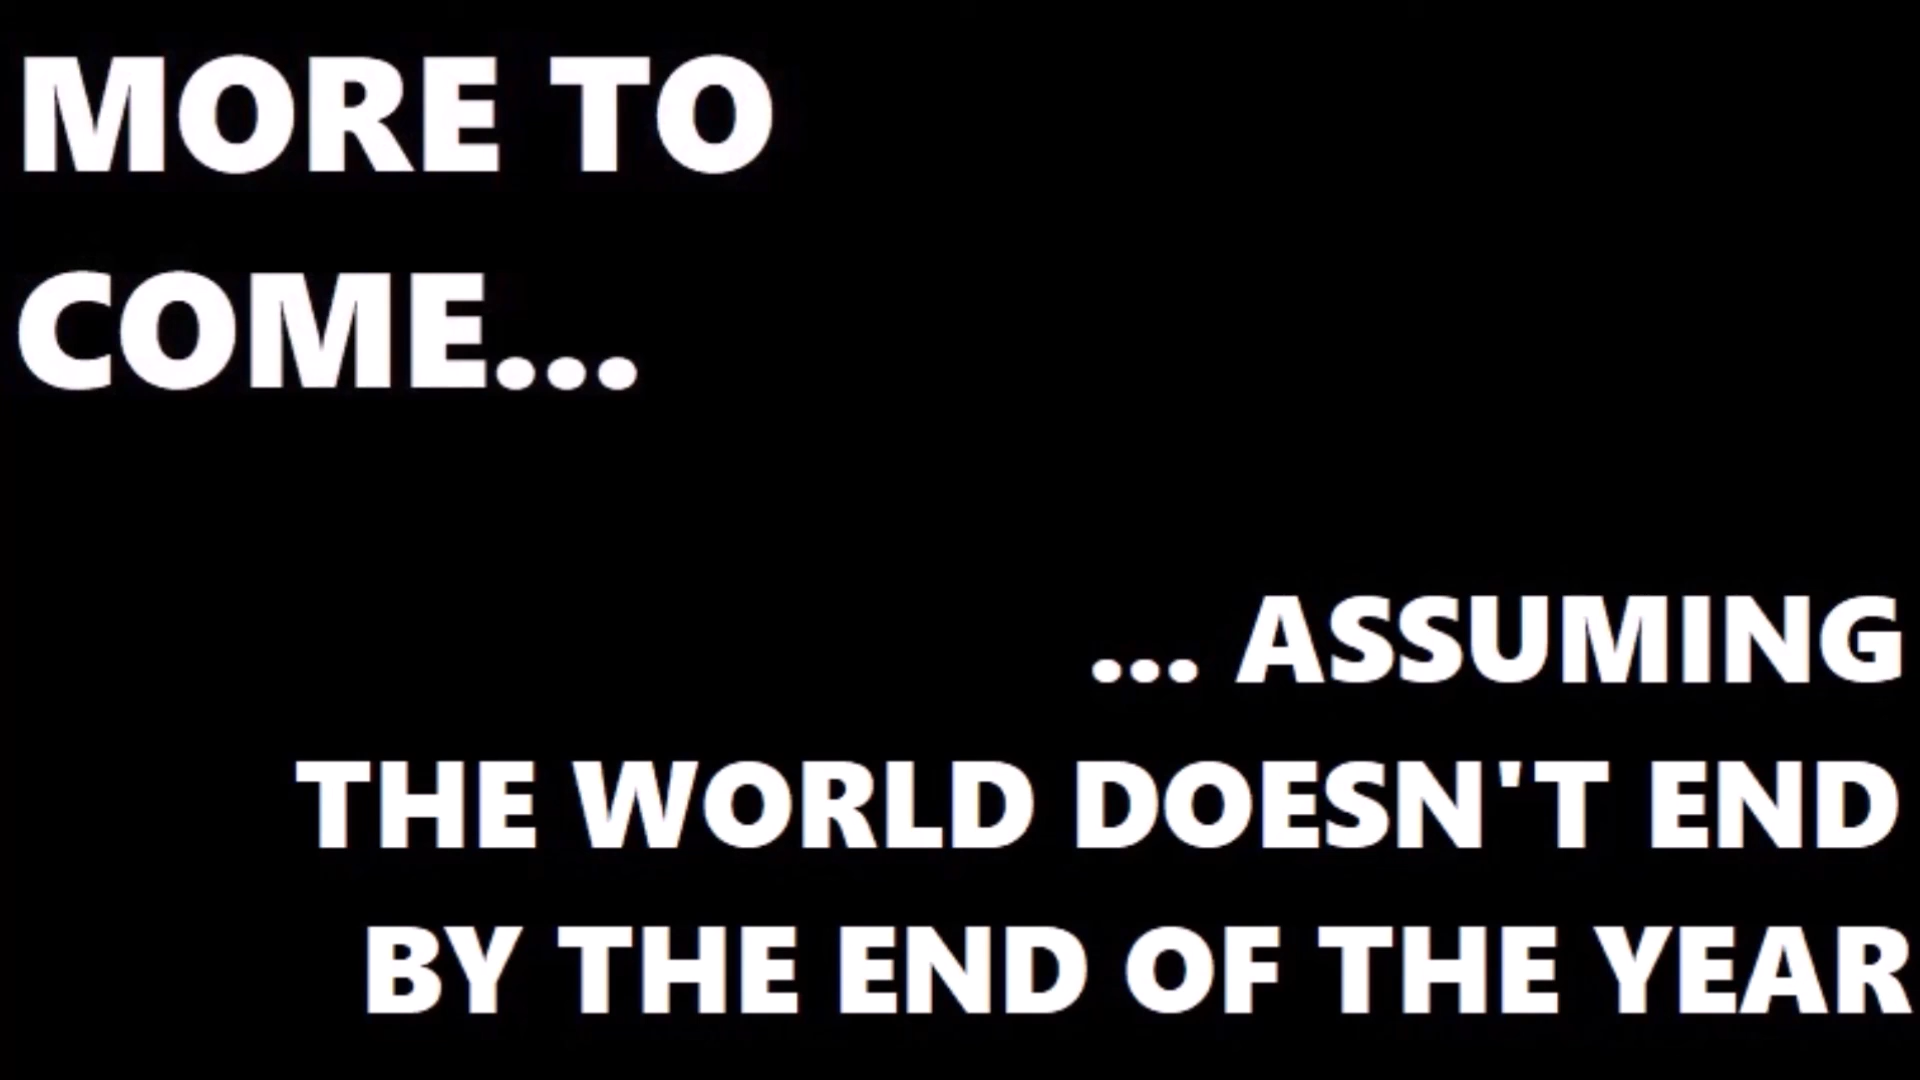 MORE TO
COME...
... ASSUMING
THE WORLD DOESN'T END
BY THE END OF THE YEAR